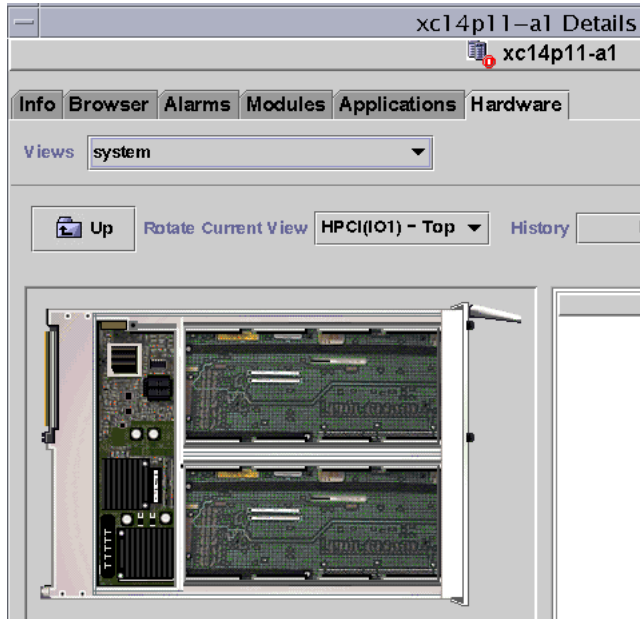 xc14p11-a1 Details
xc14p11-a1
Info Browser Alarms Modules Applications Hardware
Views system
Up Rotate Current View HPCI(IO1) - Top History